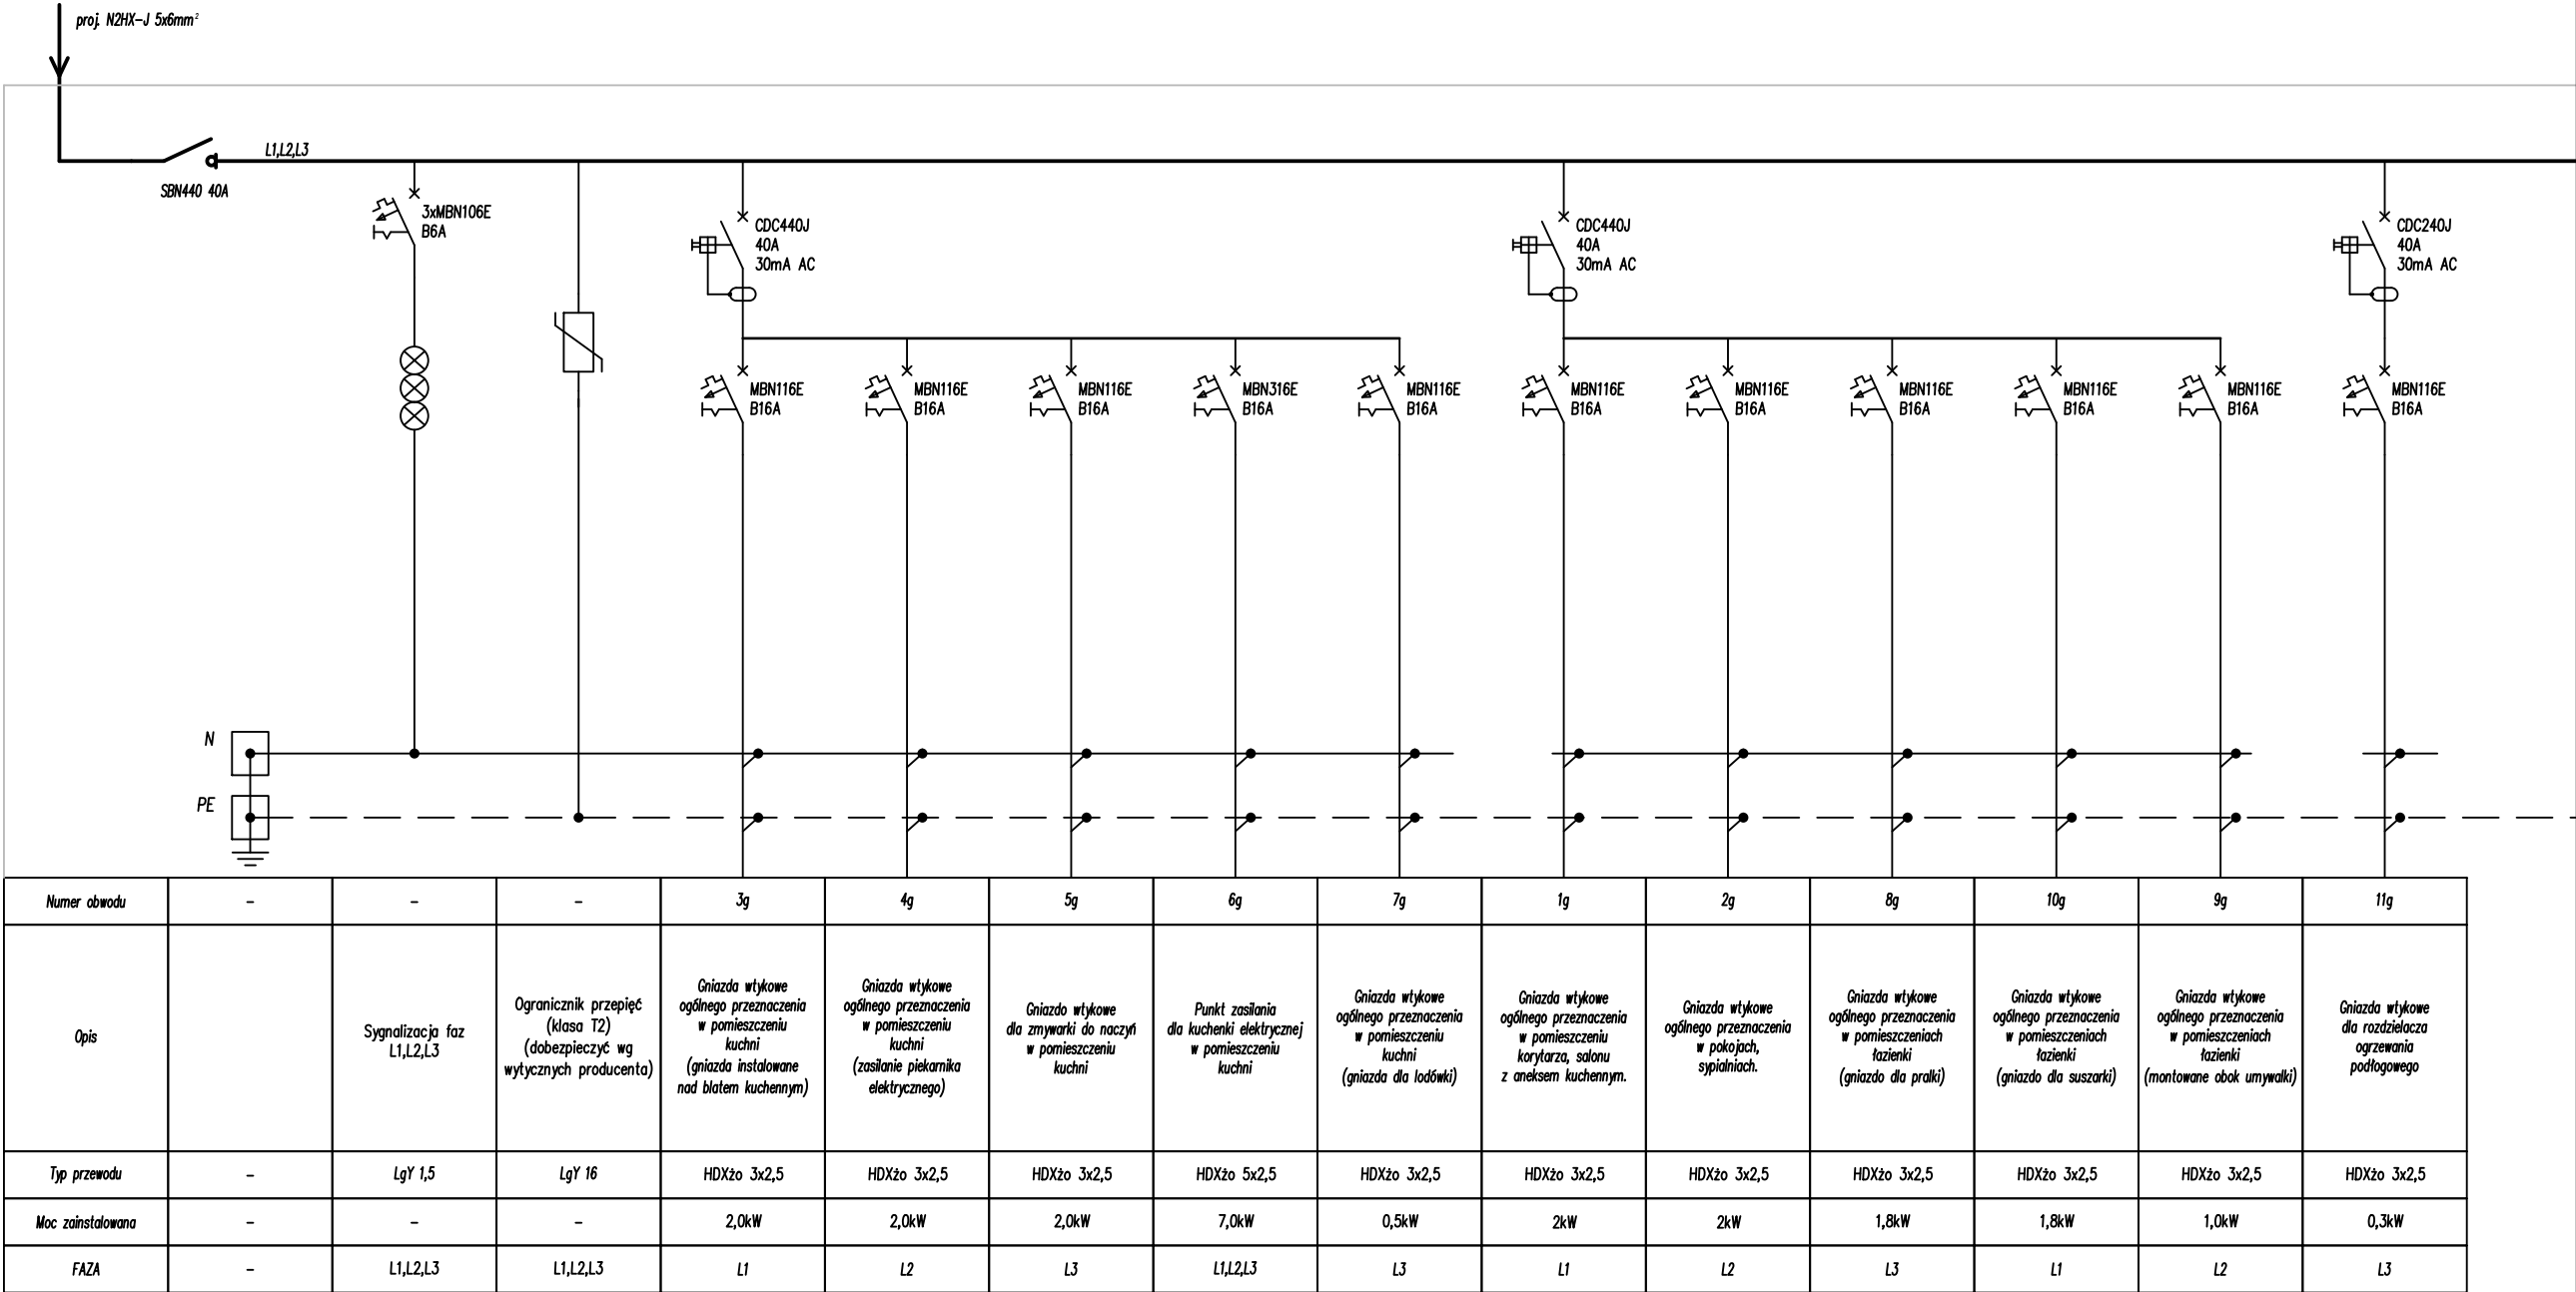 proj. N2HX-J 5x6mm²
L1,L2,L3
SBN440 40A
3xMBN106E
B6A
CDC440J
40A
30mA AC
CDC440J
40A
30mA AC
CDC240J
40A
30mA AC
MBN116E
B16A
MBN116E
B16A
MBN116E
B16A
MBN316E
B16A
MBN116E
B16A
MBN116E
B16A
MBN116E
B16A
MBN116E
B16A
MBN116E
B16A
MBN116E
B16A
MBN116E
B16A
N
PE
Numer obwodu - - - 3g 4g 5g 6g 7g 1g 2g 8g 10g 9g 11g
Opis
Sygnalizacja faz
L1,L2,L3
Ogranicznik przepięć
(klasa T2)
(dobezpieczyć wg
wytycznych producenta)
Gniazda wtykowe
ogólnego przeznaczenia
w pomieszczeniu
kuchni
(gniazda instalowane
nad blatem kuchennym)
Gniazda wtykowe
ogólnego przeznaczenia
w pomieszczeniu
kuchni
(zasilanie piekarnika
elektrycznego)
Gniazdo wtykowe
dla zmywarki do naczyń
w pomieszczeniu
kuchni
Punkt zasilania
dla kuchenki elektrycznej
w pomieszczeniu
kuchni
Gniazda wtykowe
ogólnego przeznaczenia
w pomieszczeniu
kuchni
(gniazda dla lodówki)
Gniazda wtykowe
ogólnego przeznaczenia
w pomieszczeniu
korytarza, salonu
z aneksem kuchennym.
Gniazda wtykowe
ogólnego przeznaczenia
w pokojach,
sypialniach.
Gniazda wtykowe
ogólnego przeznaczenia
w pomieszczeniach
łazienki
(gniazdo dla pralki)
Gniazda wtykowe
ogólnego przeznaczenia
w pomieszczeniach
łazienki
(gniazdo dla suszarki)
Gniazda wtykowe
ogólnego przeznaczenia
w pomieszczeniach
łazienki
(montowane obok umywalki)
Gniazda wtykowe
dla rozdzielacza
ogrzewania
podłogowego
Typ przewodu - LgY 1,5 LgY 16 HDXżo 3x2,5 HDXżo 3x2,5 HDXżo 3x2,5 HDXżo 5x2,5 HDXżo 3x2,5 HDXżo 3x2,5 HDXżo 3x2,5 HDXżo 3x2,5 HDXżo 3x2,5 HDXżo 3x2,5 HDXżo 3x2,5
Moc zainstalowana - - - 2,0kW 2,0kW 2,0kW 7,0kW 0,5kW 2kW 2kW 1,8kW 1,8kW 1,0kW 0,3kW
FAZA - L1,L2,L3 L1,L2,L3 L1 L2 L3 L1,L2,L3 L3 L1 L2 L3 L1 L2 L3